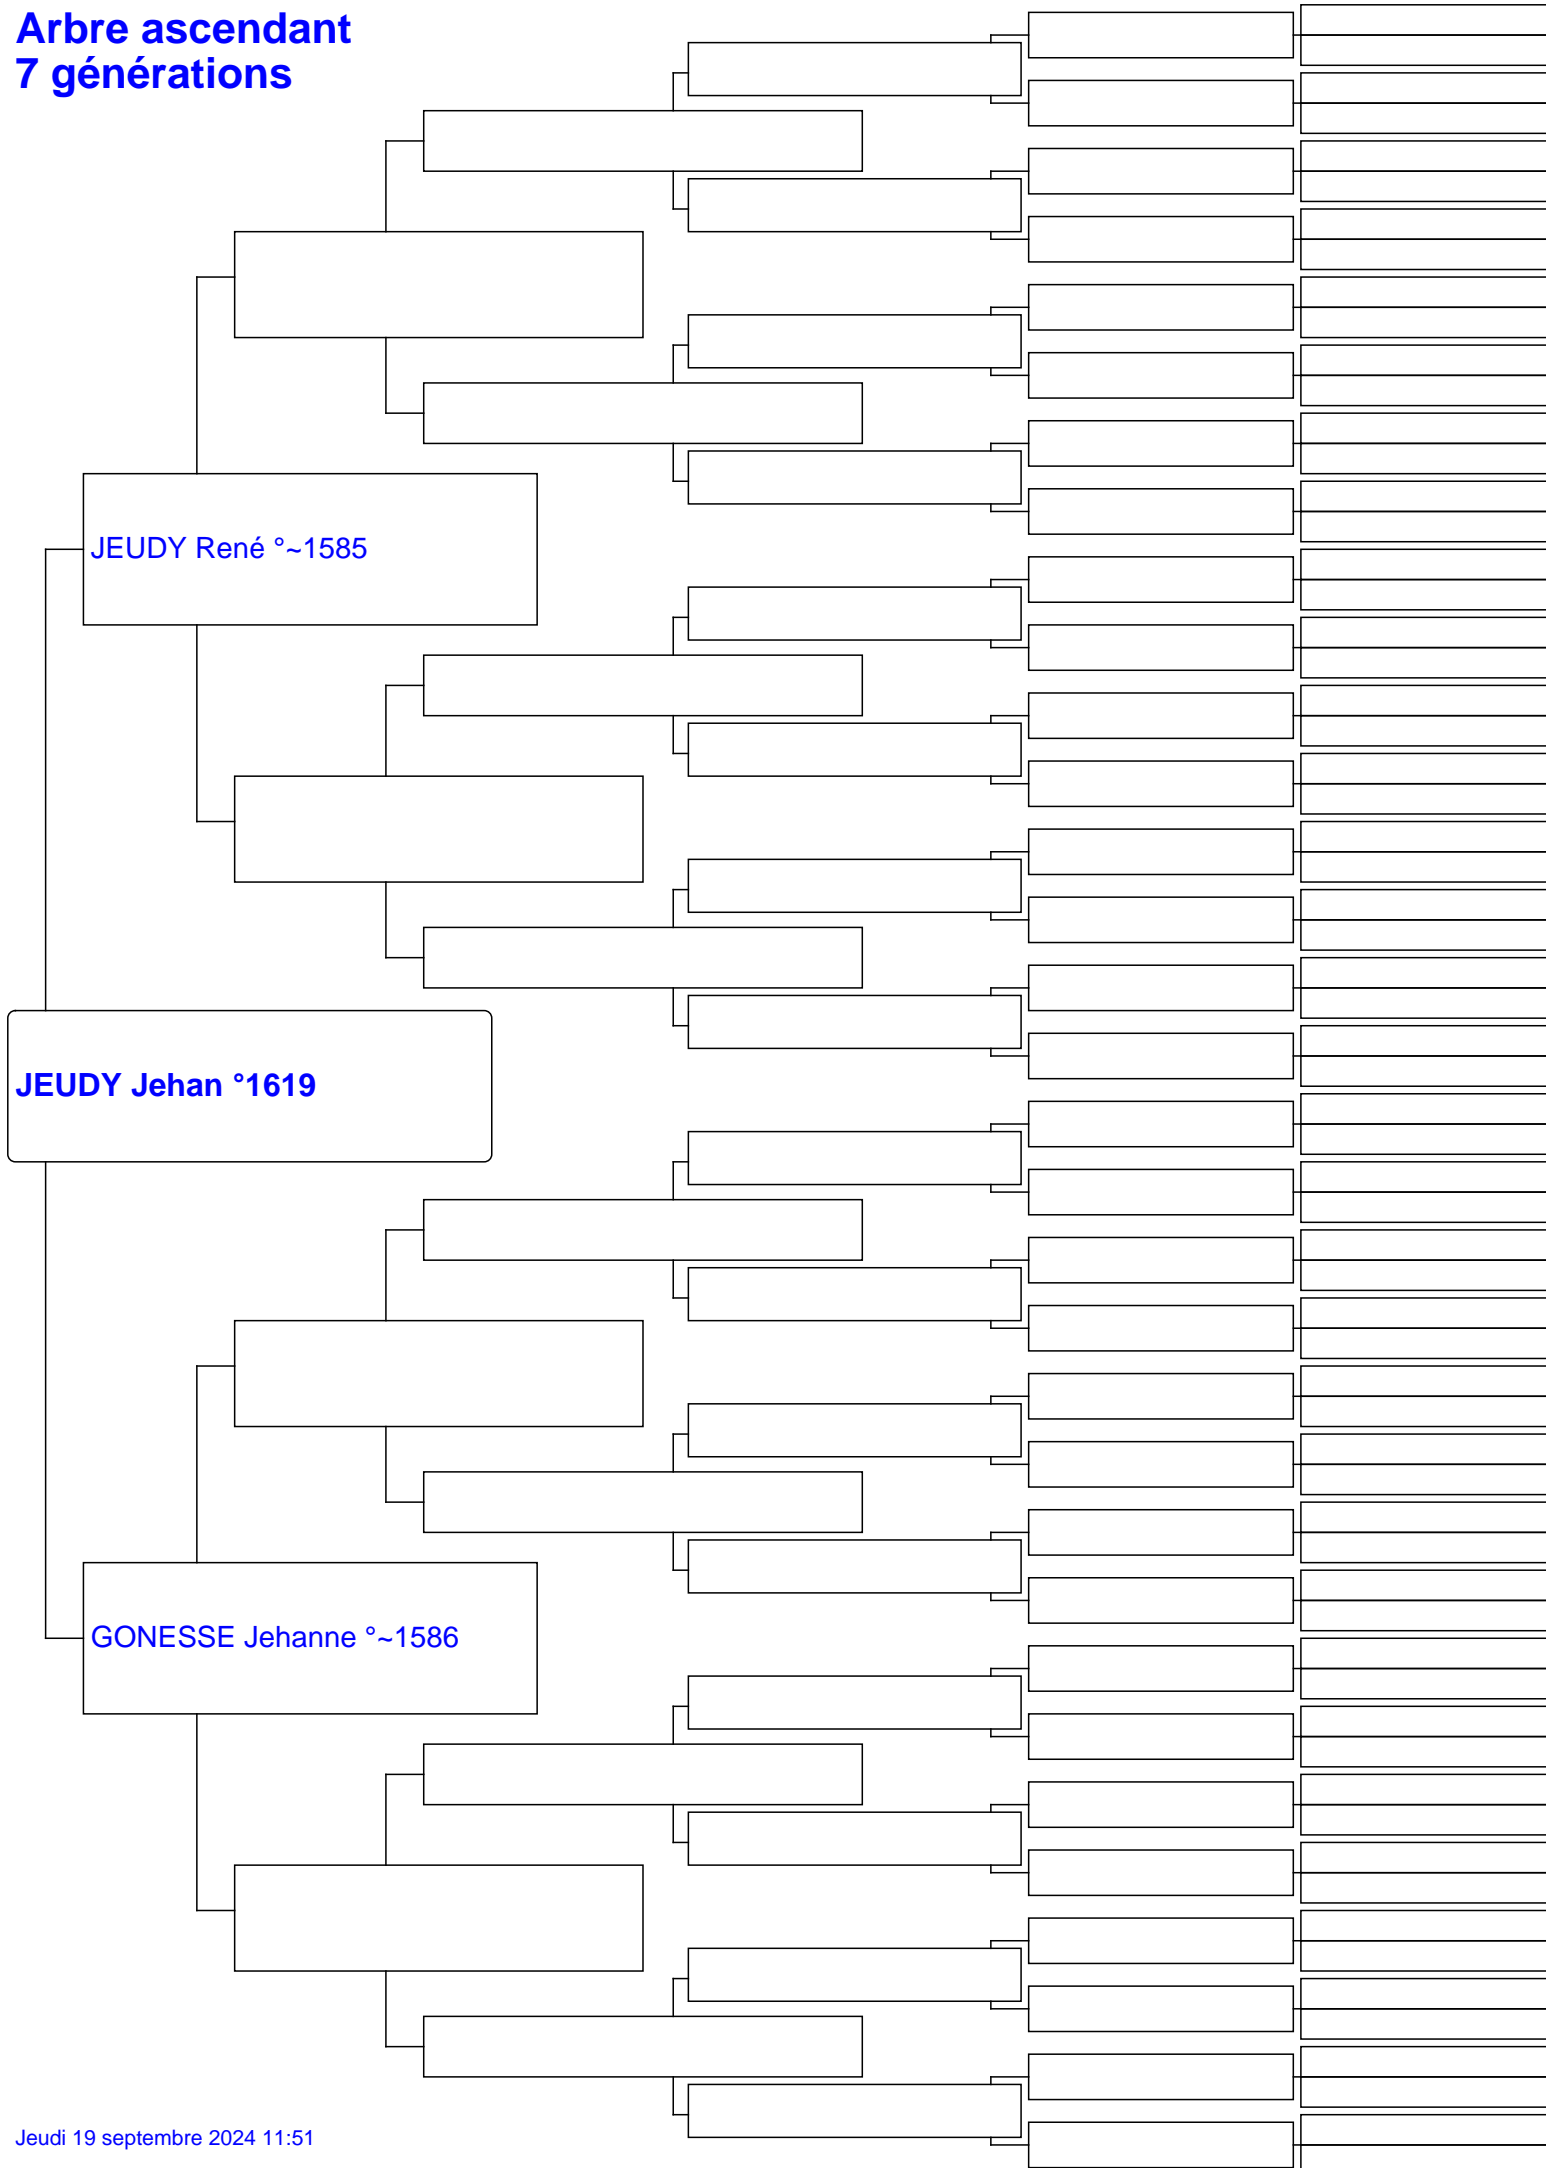 Arbre ascendant
7 générations
JEUDY René °~1585
JEUDY Jehan °1619
GONESSE Jehanne °~1586
Jeudi 19 septembre 2024 11:51